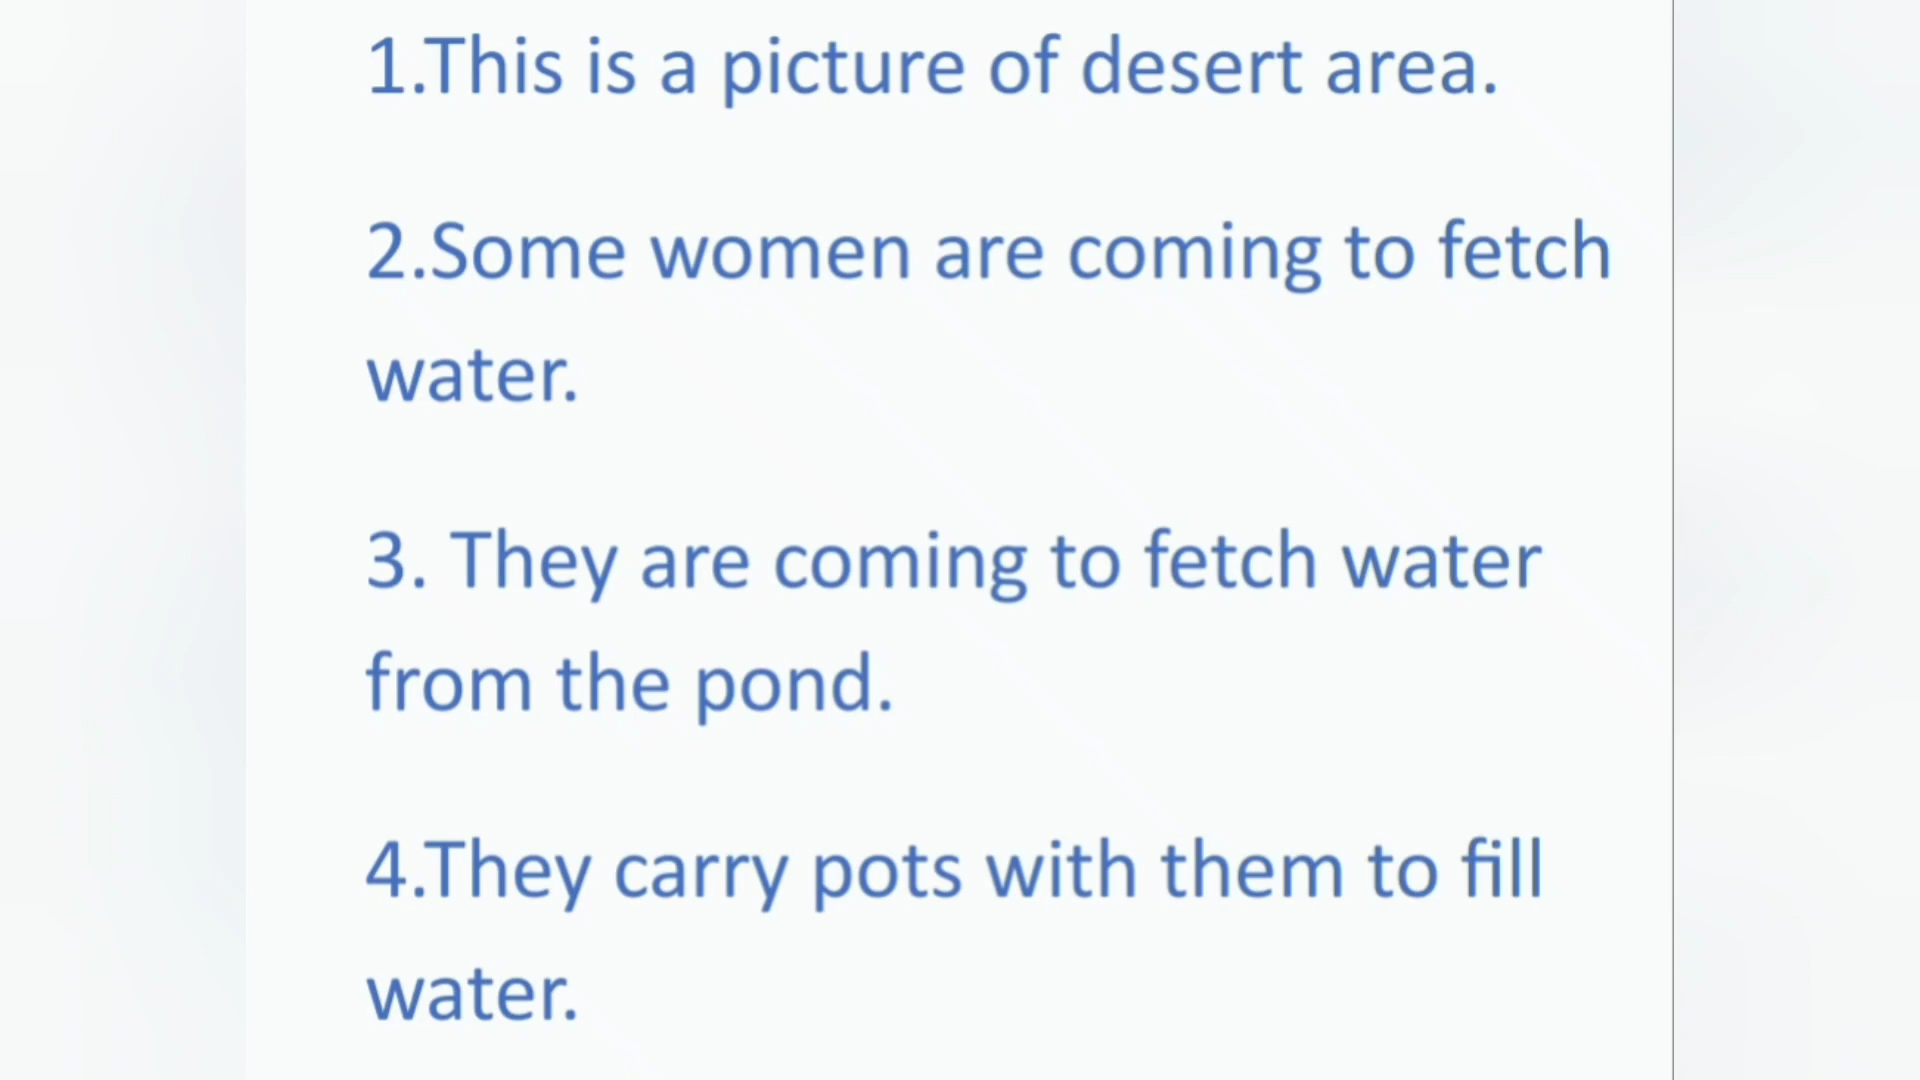 1.This is a picture of desert area.
2.Some women are coming to fetch
water.
3. They are coming to fetch water
from the pond.
4.They carry pots with them to fill
water.